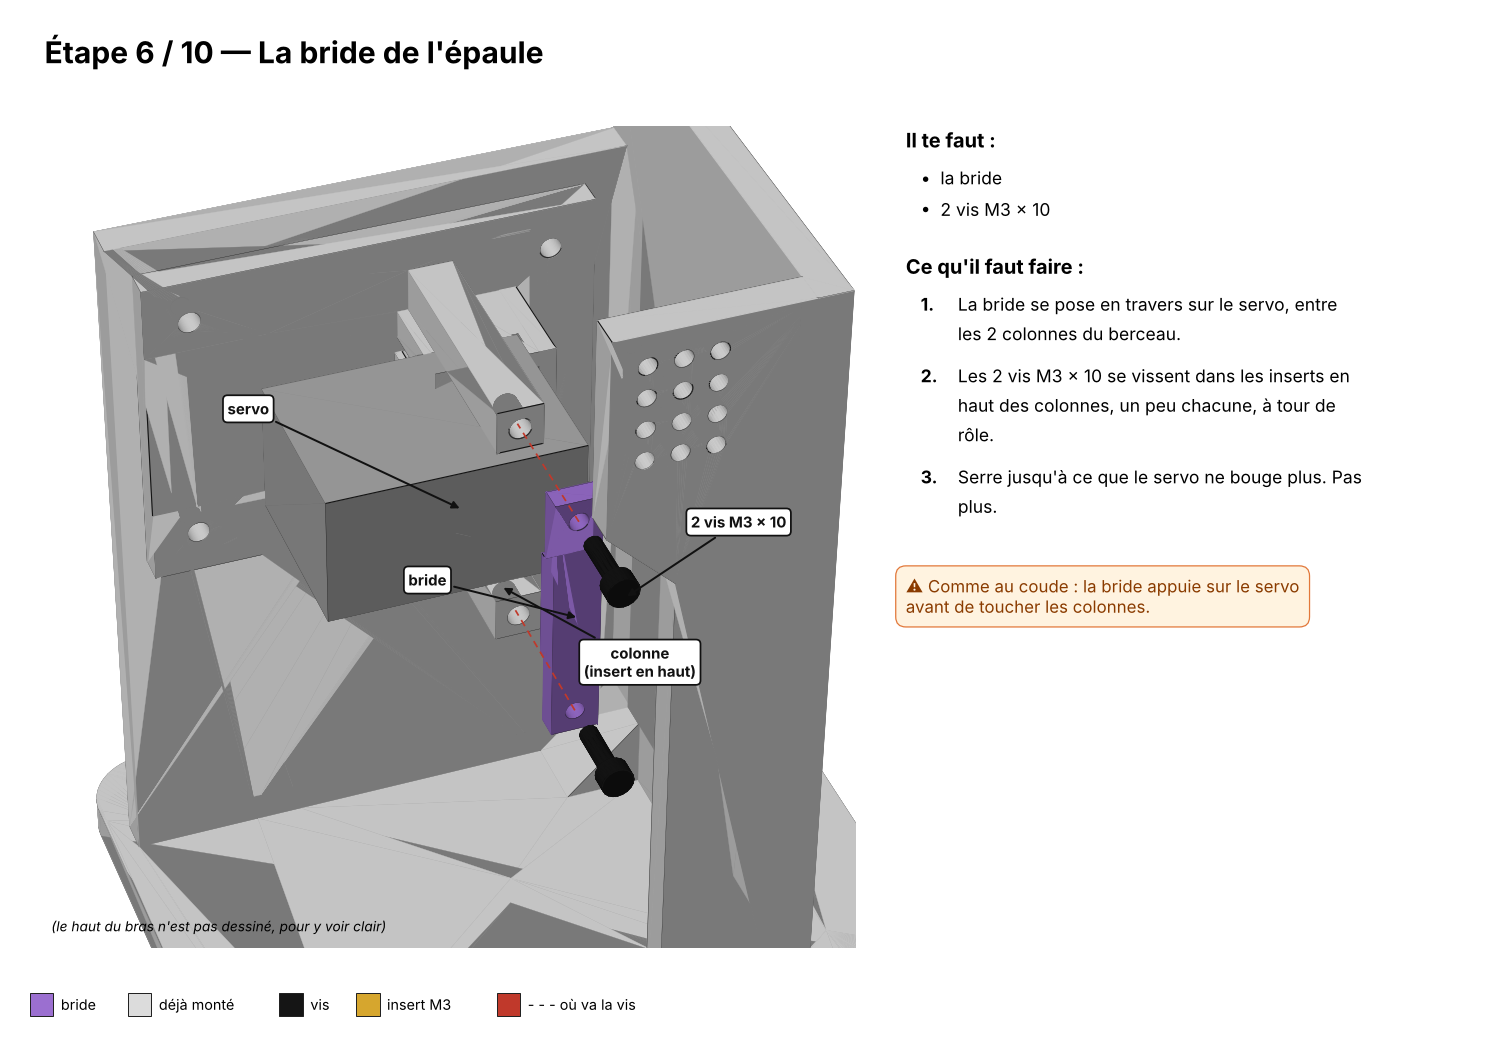 Étape 6 / 10 — La bride de l'épaule
Il te faut :
• la bride
• 2 vis M3 × 10
Ce qu'il faut faire :
1. La bride se pose en travers sur le servo, entre
les 2 colonnes du berceau.
2. Les 2 vis M3 × 10 se vissent dans les inserts en
haut des colonnes, un peu chacune, à tour de
rôle.
3. Serre jusqu'à ce que le servo ne bouge plus. Pas
plus.
⚠ Comme au coude : la bride appuie sur le servo
avant de toucher les colonnes.
servo
2 vis M3 × 10
bride
colonne
(insert en haut)
(le haut du bras n'est pas dessiné, pour y voir clair)
bride
déjà monté
vis
insert M3
- - - où va la vis